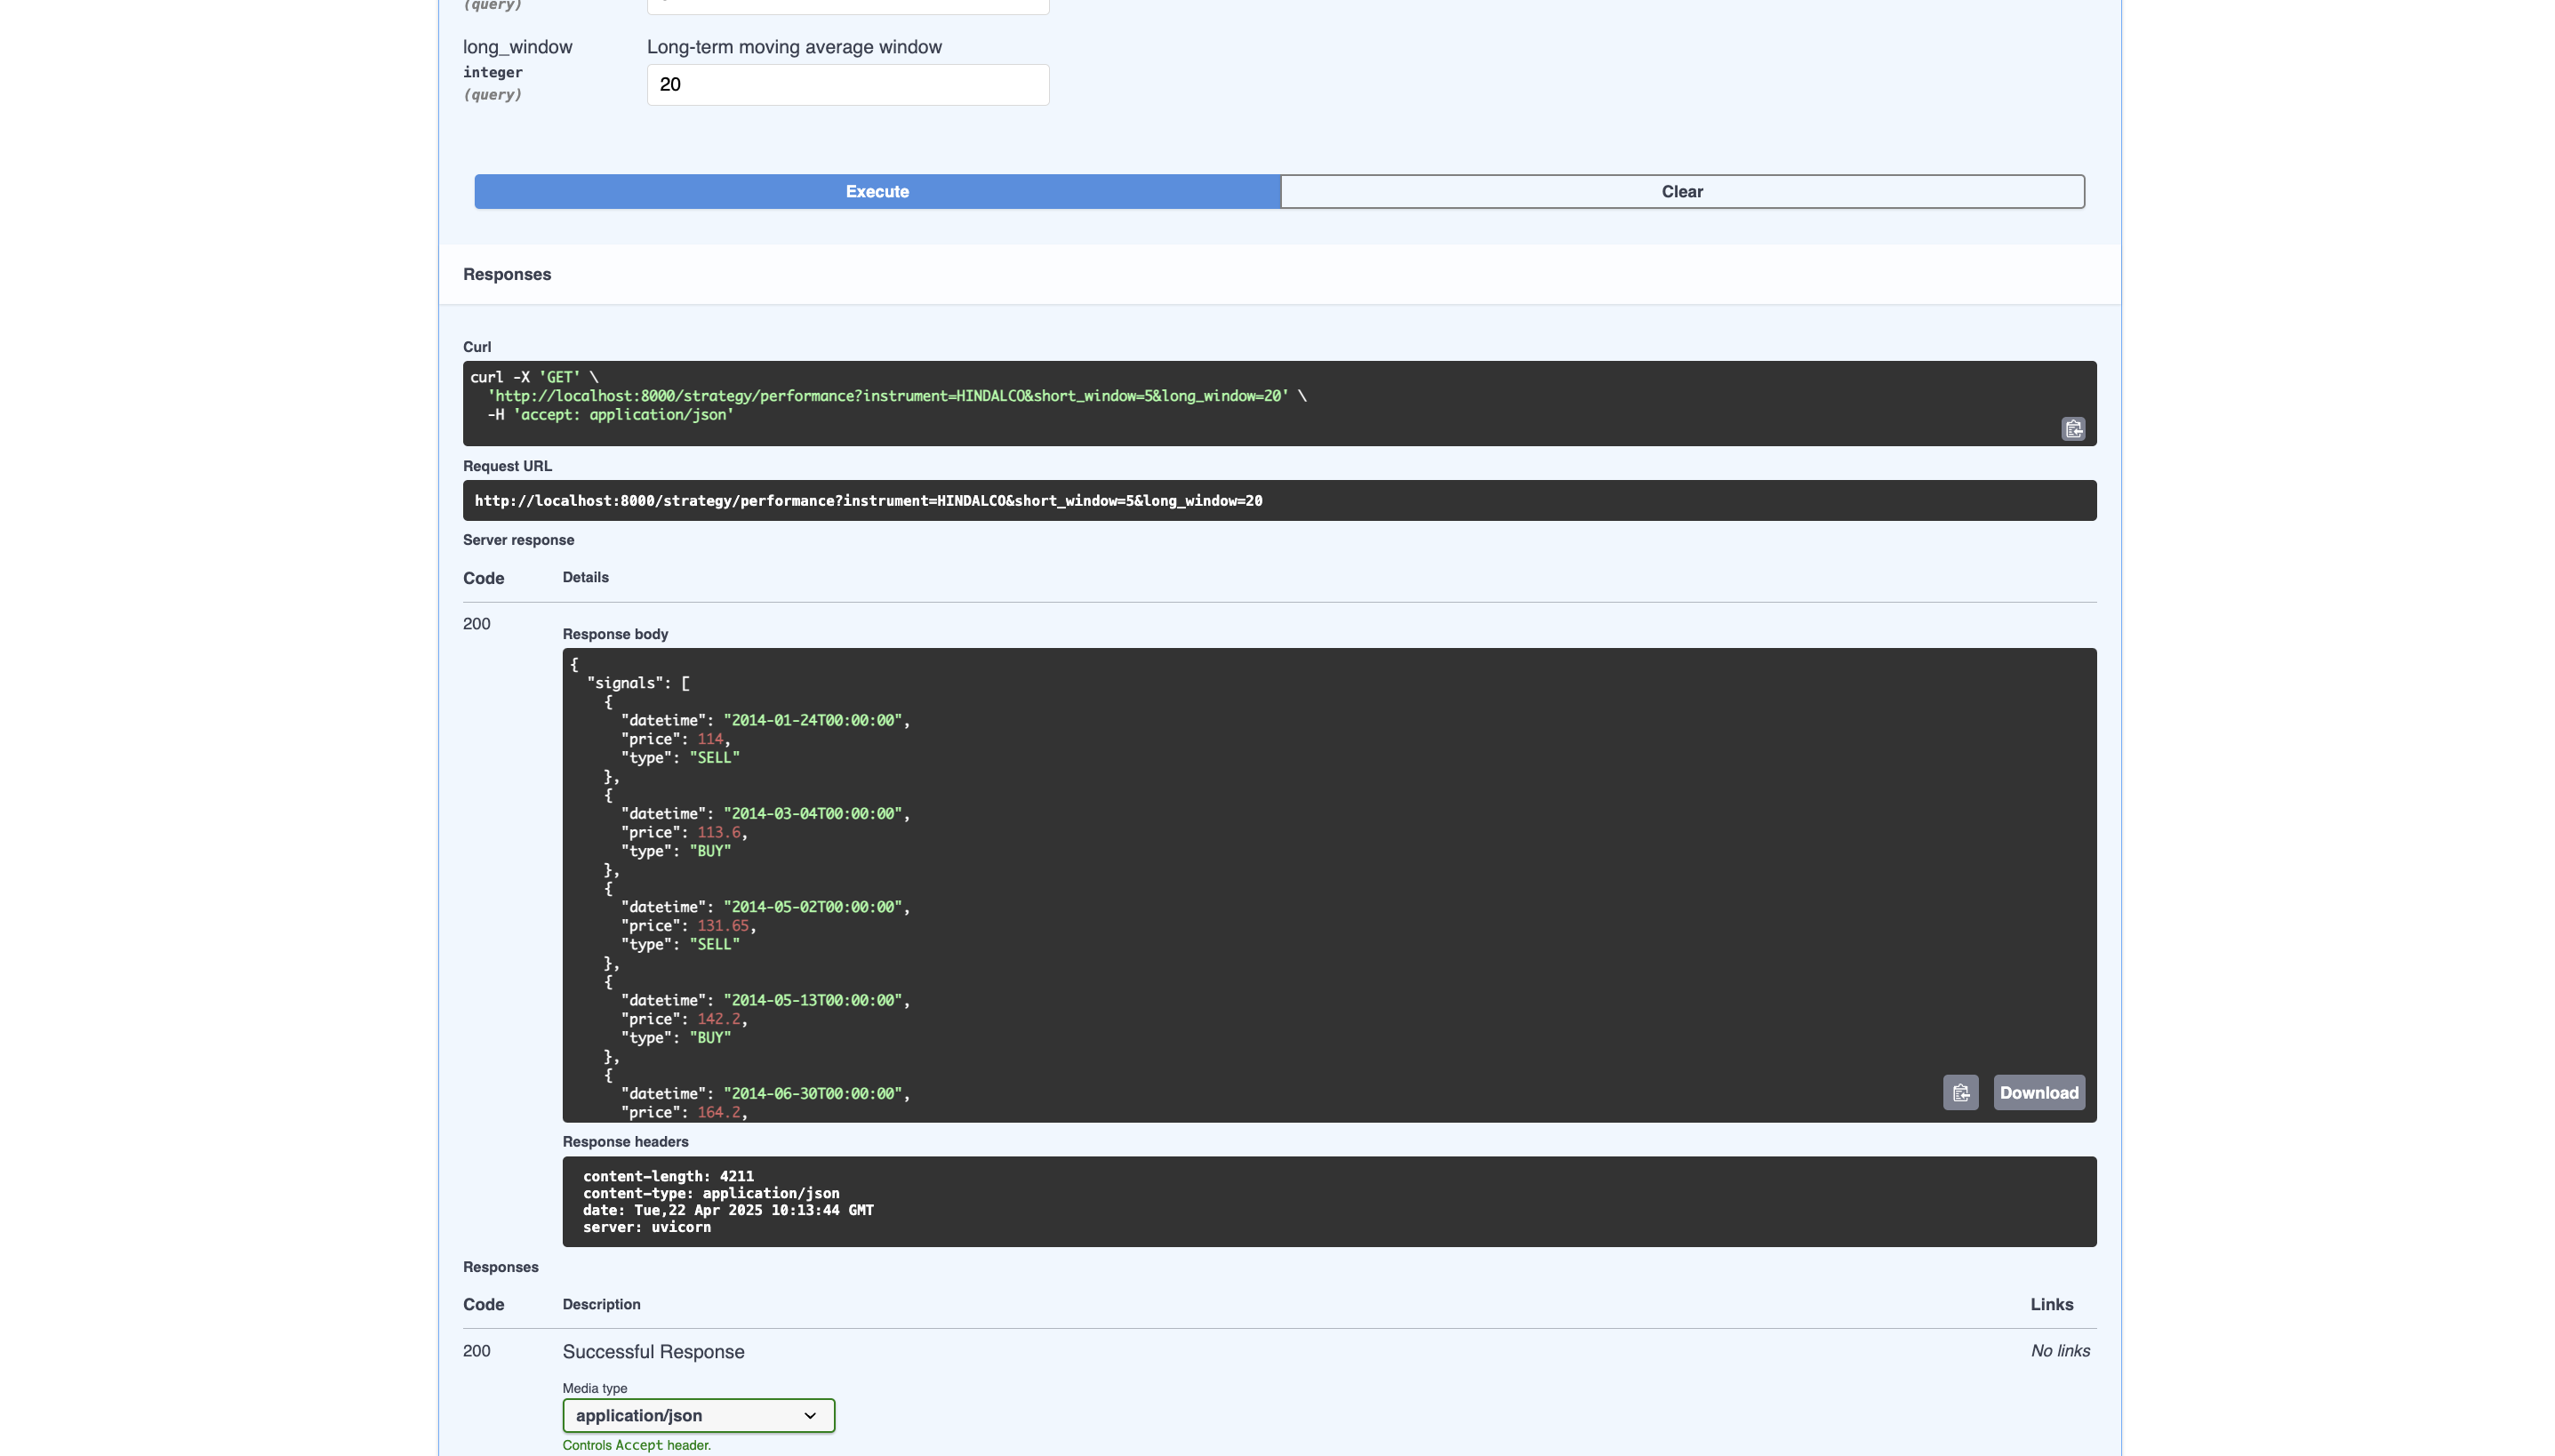 (query)
long_window
Long-term moving average window
integer
(query)
20
Execute
Clear
Responses
Curl
curl -X 'GET' \
  'http://localhost:8000/strategy/performance?instrument=HINDALCO&short_window=5&long_window=20' \
  -H 'accept: application/json'
Request URL
http://localhost:8000/strategy/performance?instrument=HINDALCO&short_window=5&long_window=20
Server response
Code Details
200
Response body
{
  "signals": [
    {
      "datetime": "2014-01-24T00:00:00",
      "price": 114,
      "type": "SELL"
    },
    {
      "datetime": "2014-03-04T00:00:00",
      "price": 113.6,
      "type": "BUY"
    },
    {
      "datetime": "2014-05-02T00:00:00",
      "price": 131.65,
      "type": "SELL"
    },
    {
      "datetime": "2014-05-13T00:00:00",
      "price": 142.2,
      "type": "BUY"
    },
    {
      "datetime": "2014-06-30T00:00:00",
      "price": 164.2,
Download
Response headers
content-length: 4211
content-type: application/json
date: Tue,22 Apr 2025 10:13:44 GMT
server: uvicorn
Responses
Code Description Links
200 Successful Response No links
Media type
application/json
Controls Accept header.